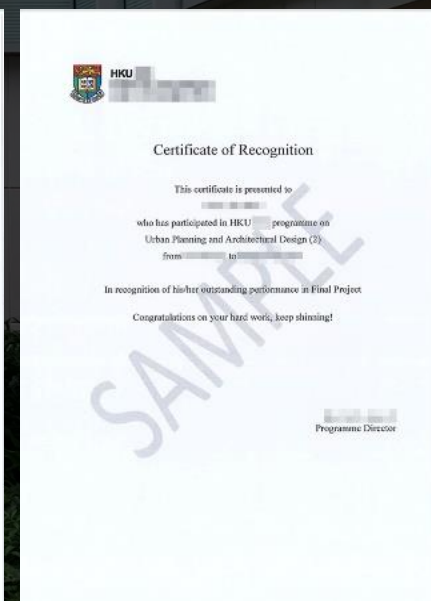 HKU
Certificate of Recognition
This certificate is presented to
who has participated in HKU programme on
Urban Planning and Architectural Design (2)
from to
In recognition of his/her outstanding performance in Final Project
Congratulations on your hard work, keep shinning!
SAMPLE
Programme Director